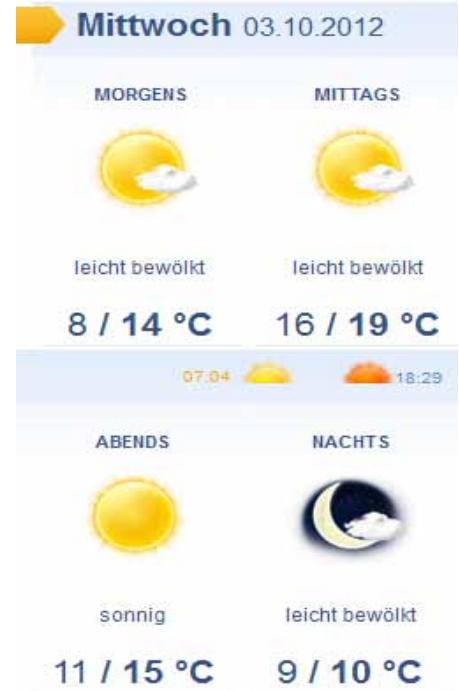 Mittwoch 03.10.2012
MORGENS MITTAGS
leicht bewölkt leicht bewölkt
8 / 14 °C 16 / 19 °C
07:04 18:29
ABENDS NACHTS
sonnig leicht bewölkt
11 / 15 °C 9 / 10 °C